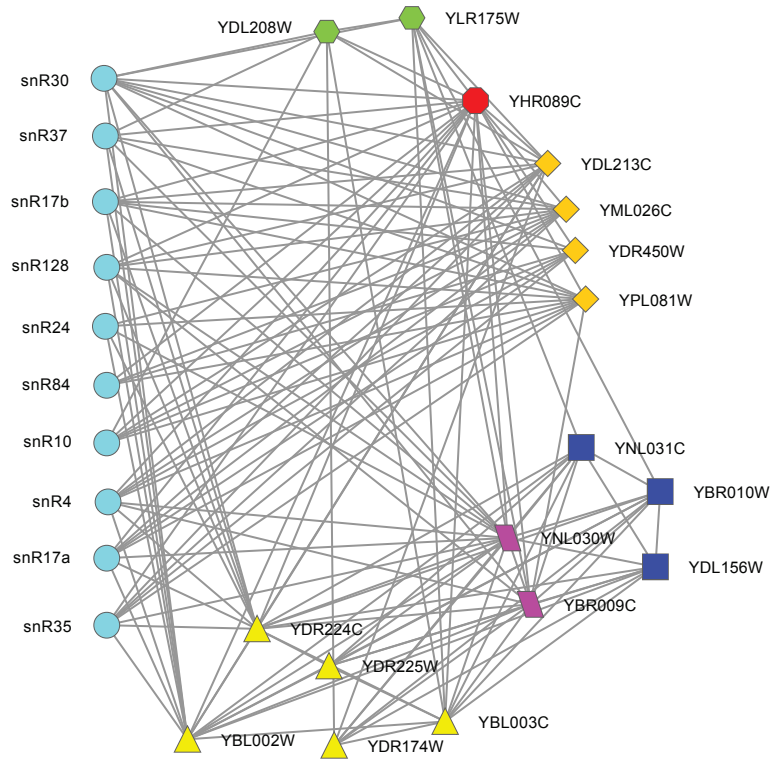 YLR175W
YDL208W
snR30
YHR089C
snR37
YDL213C
snR17b
YML026C
YDR450W
snR128
YPL081W
snR24
snR84
snR10
YNL031C
YBR010W
snR4
YNL030W
snR17a
YDL156W
YBR009C
snR35
YDR224C
YDR225W
YBL003C
YBL002W
YDR174W